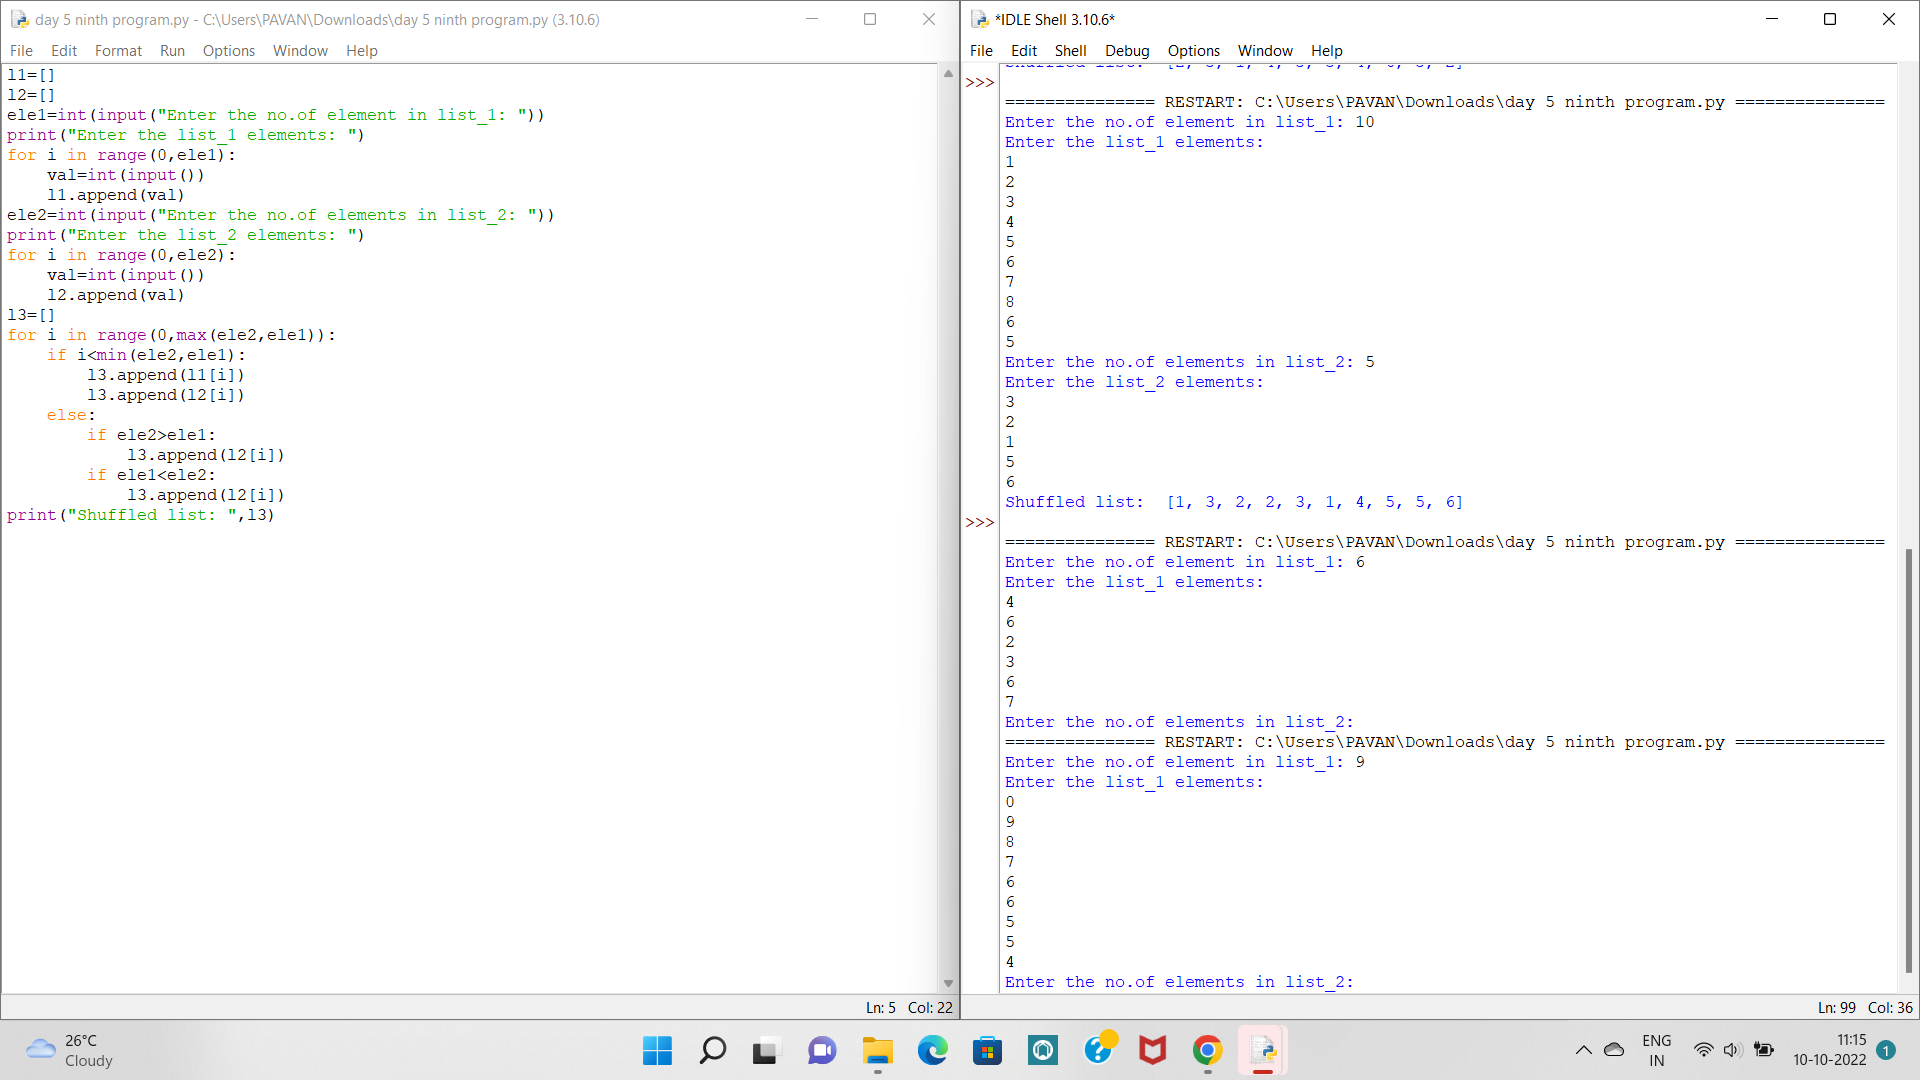 day 5 ninth program.py - C:\Users\PAVAN\Downloads\day 5 ninth program.py (3.10.6)
File Edit Format Run Options Window Help
l1=[]
l2=[]
ele1=int(input("Enter the no.of element in list_1: "))
print("Enter the list_1 elements: ")
for i in range(0,ele1):
    val=int(input())
    l1.append(val)
ele2=int(input("Enter the no.of elements in list_2: "))
print("Enter the list_2 elements: ")
for i in range(0,ele2):
    val=int(input())
    l2.append(val)
l3=[]
for i in range(0,max(ele2,ele1)):
    if i<min(ele2,ele1):
        l3.append(l1[i])
        l3.append(l2[i])
    else:
        if ele2>ele1:
            l3.append(l2[i])
        if ele1<ele2:
            l3.append(l2[i])
print("Shuffled list: ",l3)
Ln: 5 Col: 22
*IDLE Shell 3.10.6*
File Edit Shell Debug Options Window Help
>>>
=============== RESTART: C:\Users\PAVAN\Downloads\day 5 ninth program.py ===============
Enter the no.of element in list_1: 10
Enter the list_1 elements:
1
2
3
4
5
6
7
8
6
5
Enter the no.of elements in list_2: 5
Enter the list_2 elements:
3
2
1
5
6
Shuffled list:  [1, 3, 2, 2, 3, 1, 4, 5, 5, 6]
>>>
=============== RESTART: C:\Users\PAVAN\Downloads\day 5 ninth program.py ===============
Enter the no.of element in list_1: 6
Enter the list_1 elements:
4
6
2
3
6
7
Enter the no.of elements in list_2:
=============== RESTART: C:\Users\PAVAN\Downloads\day 5 ninth program.py ===============
Enter the no.of element in list_1: 9
Enter the list_1 elements:
0
9
8
7
6
6
5
5
4
Enter the no.of elements in list_2:
Ln: 99 Col: 36
26°C
Cloudy
ENG
IN
11:15
10-10-2022
1